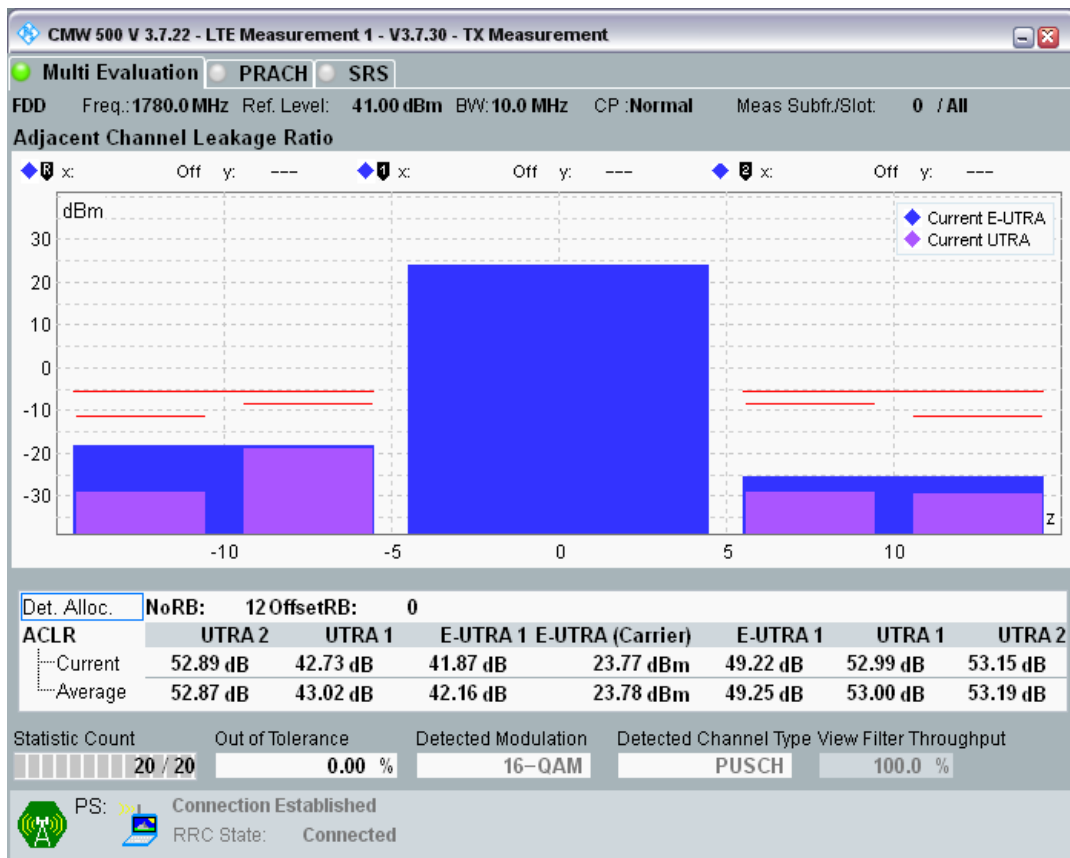 CMW 500 V 3.7.22 - LTE Measurement 1 - V3.7.30 - TX Measurement
Multi Evaluation PRACH SRS
FDD Freq.: 1780.0 MHz Ref. Level: 41.00 dBm BW: 10.0 MHz CP :Normal Meas Subfr./Slot: 0 / All
Adjacent Channel Leakage Ratio
R x: Off y: --- 1 x: Off y: --- 2 x: Off y: ---
dBm
Current E-UTRA
Current UTRA
30
20
10
0
-10
-20
-30
z
-10 -5 0 5 10
Det. Alloc. NoRB: 12 OffsetRB: 0
ACLR UTRA 2 UTRA 1 E-UTRA 1 E-UTRA (Carrier) E-UTRA 1 UTRA 1 UTRA 2
Current 52.89 dB 42.73 dB 41.87 dB 23.77 dBm 49.22 dB 52.99 dB 53.15 dB
Average 52.87 dB 43.02 dB 42.16 dB 23.78 dBm 49.25 dB 53.00 dB 53.19 dB
Statistic Count Out of Tolerance Detected Modulation Detected Channel Type View Filter Throughput
20 / 20 0.00 % 16-QAM PUSCH 100.0 %
PS: Connection Established
RRC State: Connected